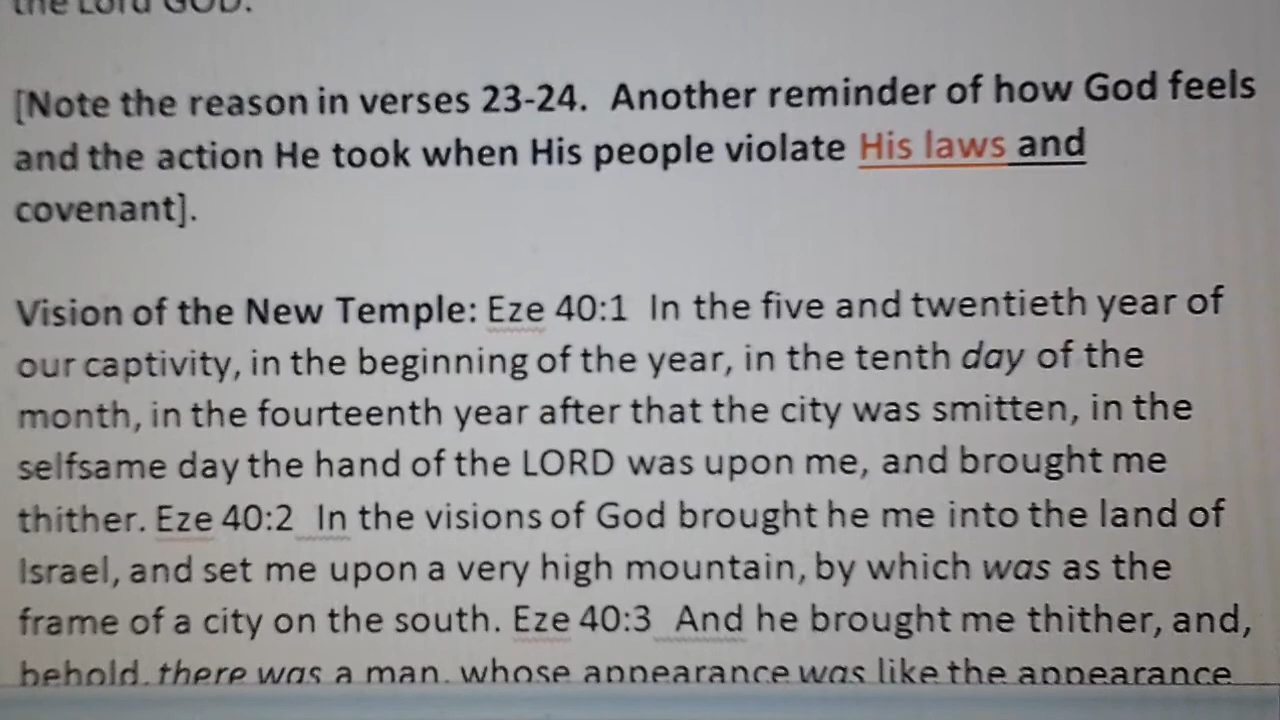 the Lord GOD.
[Note the reason in verses 23-24.  Another reminder of how God feels
and the action He took when His people violate His laws and
covenant].
Vision of the New Temple: Eze 40:1  In the five and twentieth year of
our captivity, in the beginning of the year, in the tenth day of the
month, in the fourteenth year after that the city was smitten, in the
selfsame day the hand of the LORD was upon me, and brought me
thither. Eze 40:2  In the visions of God brought he me into the land of
Israel, and set me upon a very high mountain, by which was as the
frame of a city on the south. Eze 40:3  And he brought me thither, and,
behold, there was a man, whose appearance was like the appearance